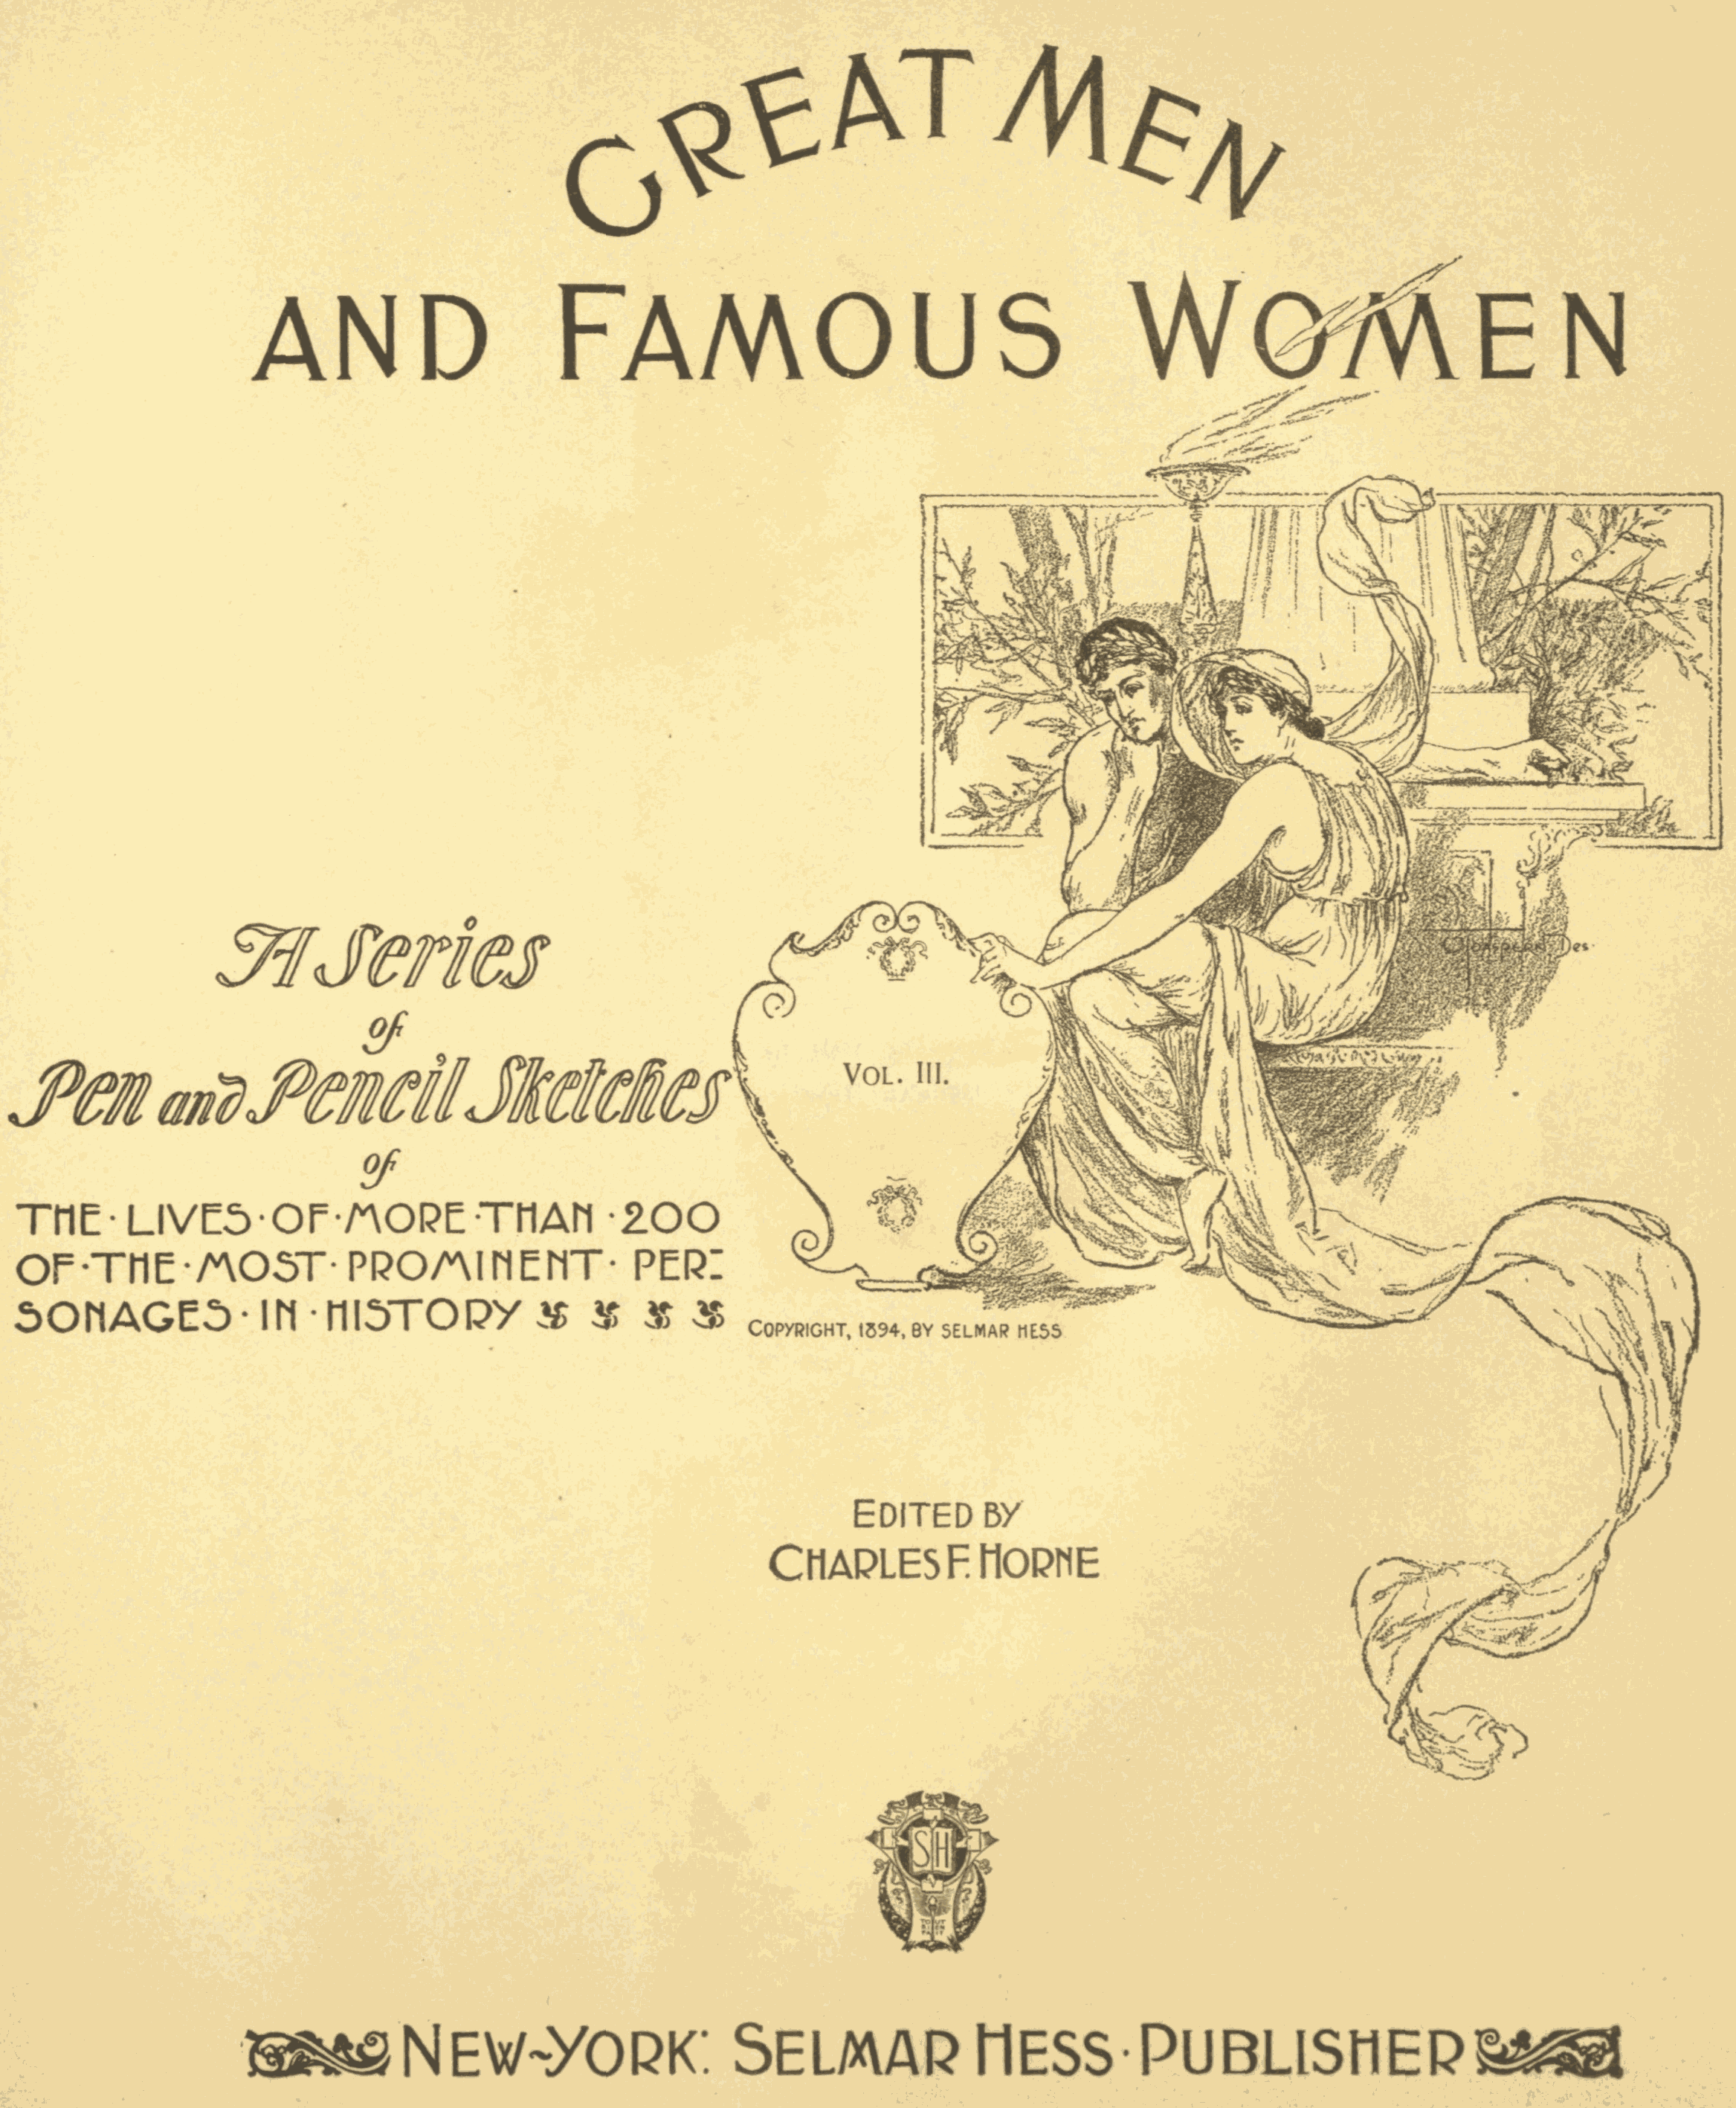 GREAT MEN
AND FAMOUS WOMEN
A Series
of
Pen and Pencil Sketches
of
THE·LIVES·OF·MORE·THAN·200
OF·THE·MOST·PROMINENT·PER-
SONAGES·IN·HISTORY
VOL. III.
COPYRIGHT, 1894, BY SELMAR HESS
EDITED BY
CHARLES F. HORNE
SH
NEW-YORK: SELMAR HESS·PUBLISHER